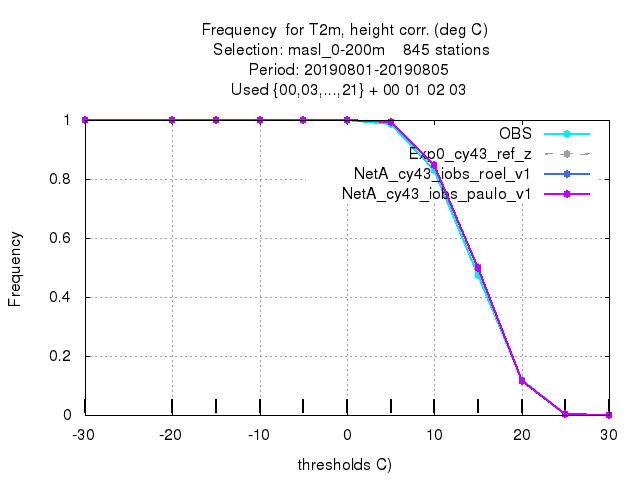 Frequency  for T2m, height corr. (deg C)
Selection: masl_0-200m    845 stations
Period: 20190801-20190805
Used {00,03,...,21} + 00 01 02 03
OBS
Exp0_cy43_ref_z
NetA_cy43_iobs_roel_v1
NetA_cy43_iobs_paulo_v1
1
0.8
0.6
0.4
0.2
0
Frequency
-30 -20 -10 0 10 20 30
thresholds C)